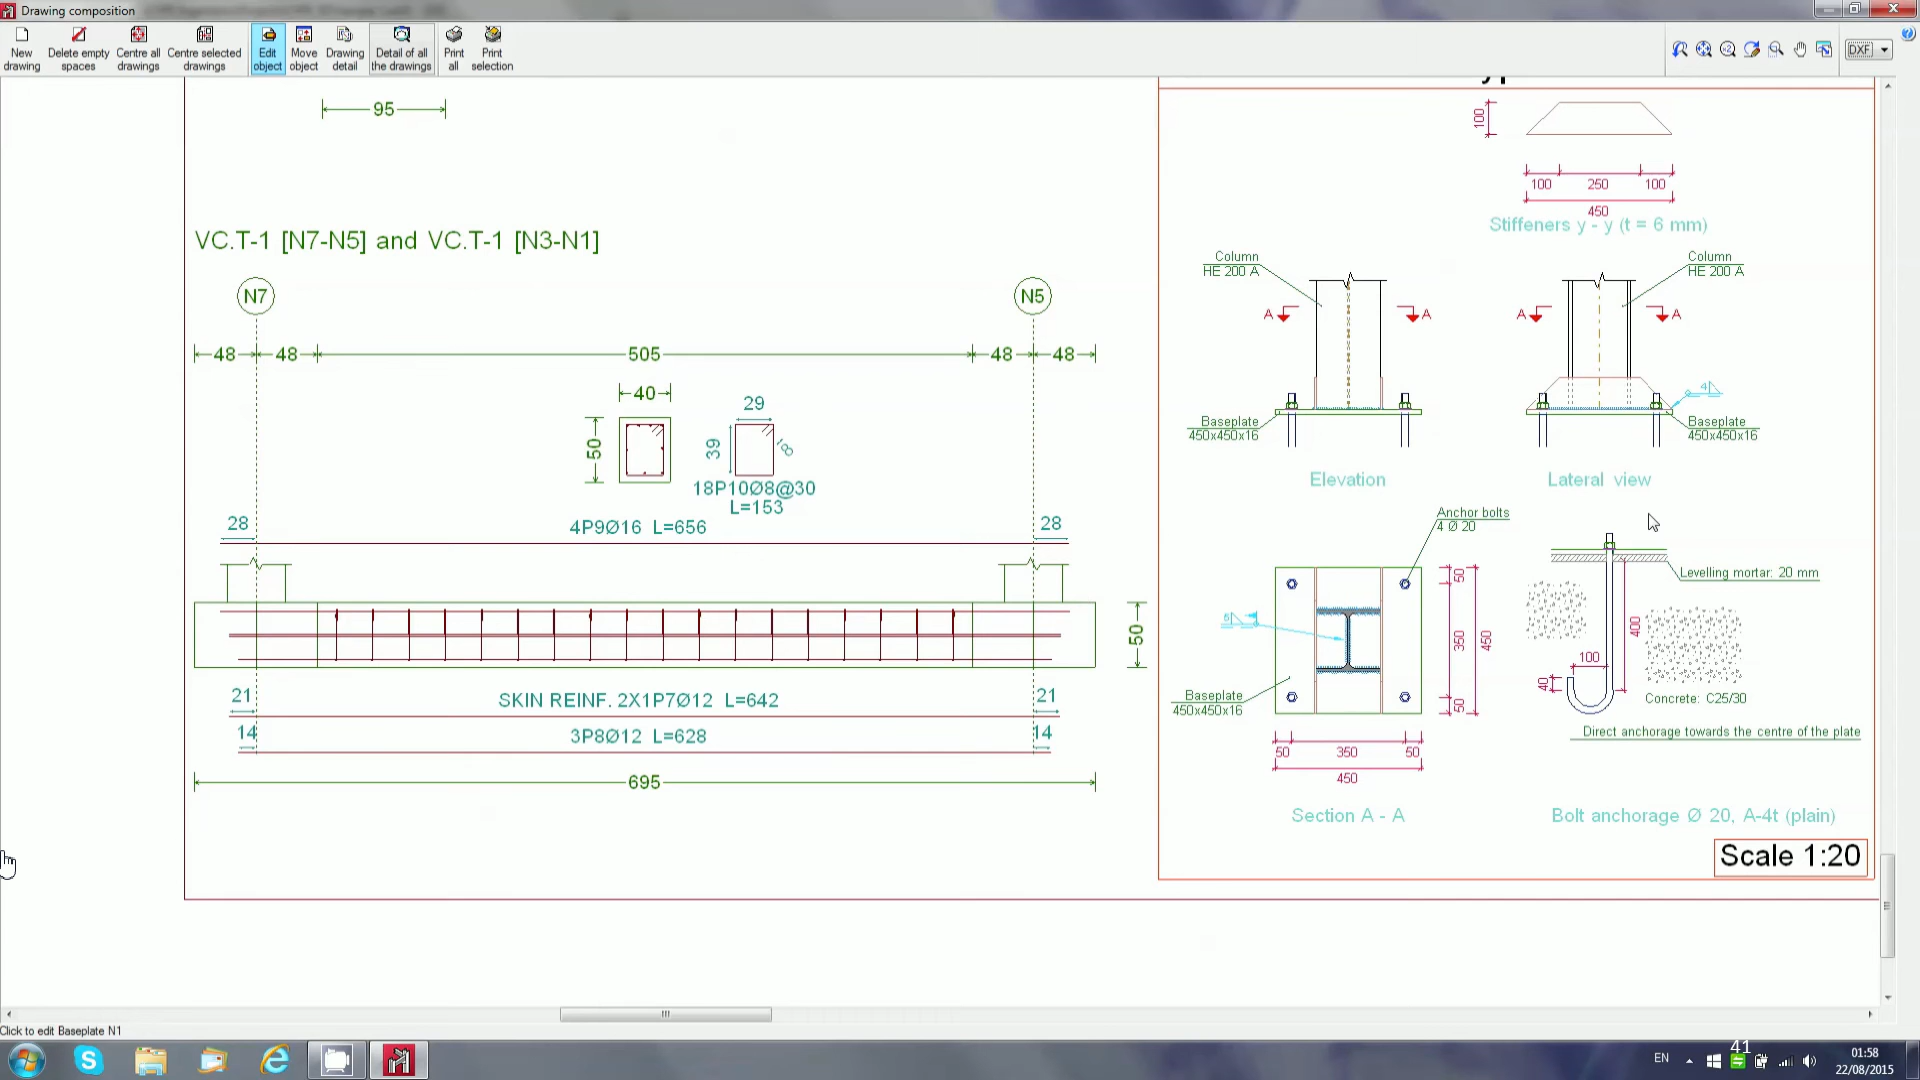 Drawing composition
New drawing
Delete empty spaces
Centre all drawings
Centre selected drawings
Edit object
Move object
Drawing detail
Detail of all the drawings
Print all
Print selection
DXF
95
VC.T-1 [N7-N5] and VC.T-1 [N3-N1]
N7
N5
48
48
505
48
48
40
50
29
39
8
18P10Ø8@30
L=153
28
4P9Ø16 L=656
28
50
21
SKIN REINF. 2X1P7Ø12 L=642
21
14
3P8Ø12 L=628
14
695
100
100
250
100
450
Stiffeners y - y (t = 6 mm)
Column
HE 200 A
A
A
Baseplate
450x450x16
Elevation
Column
HE 200 A
A
A
4
Baseplate
450x450x16
Lateral view
Anchor bolts
4 Ø 20
50
350
50
450
Baseplate
450x450x16
50
350
50
450
Section A - A
Levelling mortar: 20 mm
400
100
40
Concrete: C25/30
Direct anchorage towards the centre of the plate
Bolt anchorage Ø 20, A-4t (plain)
Scale 1:20
Click to edit Baseplate N1
EN
41
01:58
22/08/2015